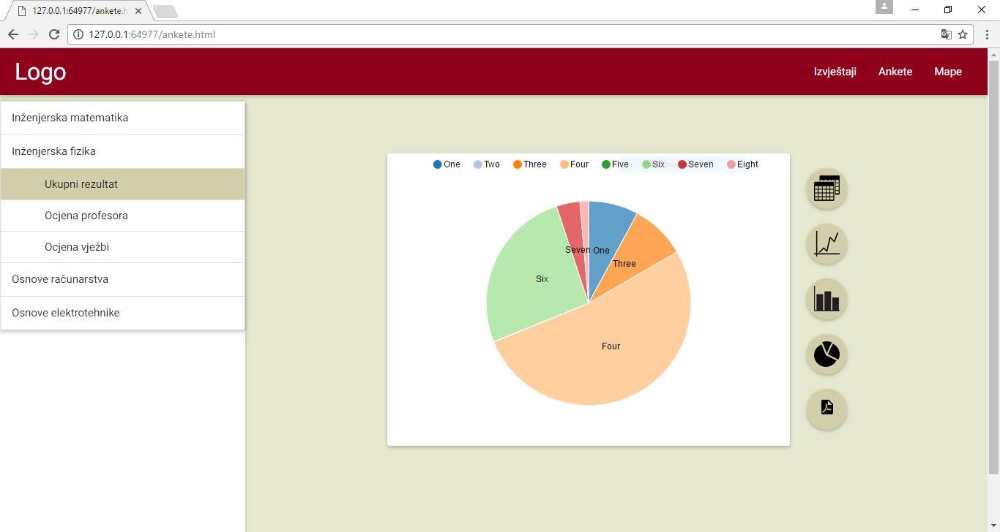 127.0.0.1:64977/ankete.h
127.0.0.1:64977/ankete.html
Logo
Izvještaji
Ankete
Mape
Inženjerska matematika
Inženjerska fizika
Ukupni rezultat
Ocjena profesora
Ocjena vježbi
Osnove računarstva
Osnove elektrotehnike
One Two Three Four Five Six Seven Eight
Seven
One
Three
Six
Four